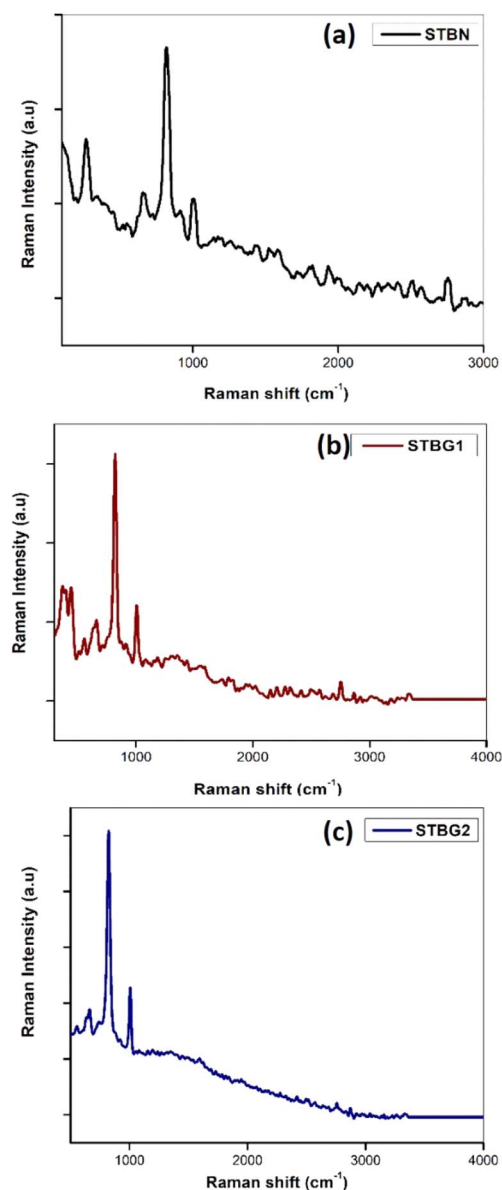 (a)
STBN
Raman Intensity (a.u)
1000
2000
3000
Raman shift (cm⁻¹)
(b)
STBG1
Raman Intensity (a.u)
1000
2000
3000
4000
Raman shift (cm⁻¹)
(c)
STBG2
Raman Intensity (a.u)
1000
2000
3000
4000
Raman shift (cm⁻¹)